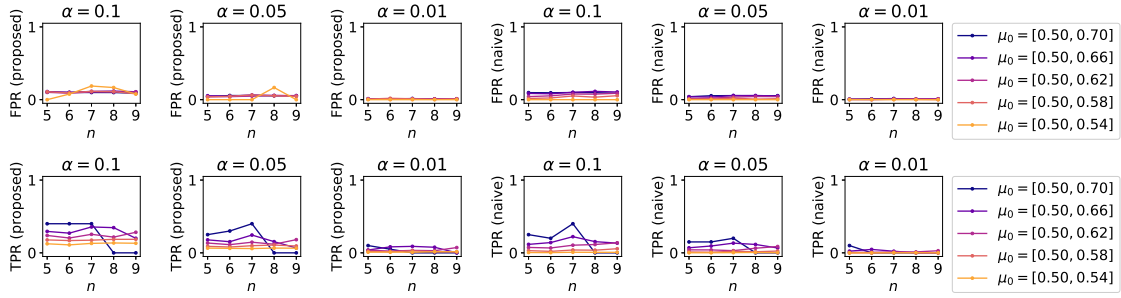 α = 0.1
α = 0.05
α = 0.01
α = 0.1
α = 0.05
α = 0.01
FPR (proposed)
1
0
5 6 7 8 9
n
FPR (proposed)
1
0
5 6 7 8 9
n
FPR (proposed)
1
0
5 6 7 8 9
n
FPR (naive)
1
0
5 6 7 8 9
n
FPR (naive)
1
0
5 6 7 8 9
n
FPR (naive)
1
0
5 6 7 8 9
n
μ₀ = [0.50, 0.70]
μ₀ = [0.50, 0.66]
μ₀ = [0.50, 0.62]
μ₀ = [0.50, 0.58]
μ₀ = [0.50, 0.54]
α = 0.1
α = 0.05
α = 0.01
α = 0.1
α = 0.05
α = 0.01
TPR (proposed)
1
0
5 6 7 8 9
n
TPR (proposed)
1
0
5 6 7 8 9
n
TPR (proposed)
1
0
5 6 7 8 9
n
TPR (naive)
1
0
5 6 7 8 9
n
TPR (naive)
1
0
5 6 7 8 9
n
TPR (naive)
1
0
5 6 7 8 9
n
μ₀ = [0.50, 0.70]
μ₀ = [0.50, 0.66]
μ₀ = [0.50, 0.62]
μ₀ = [0.50, 0.58]
μ₀ = [0.50, 0.54]